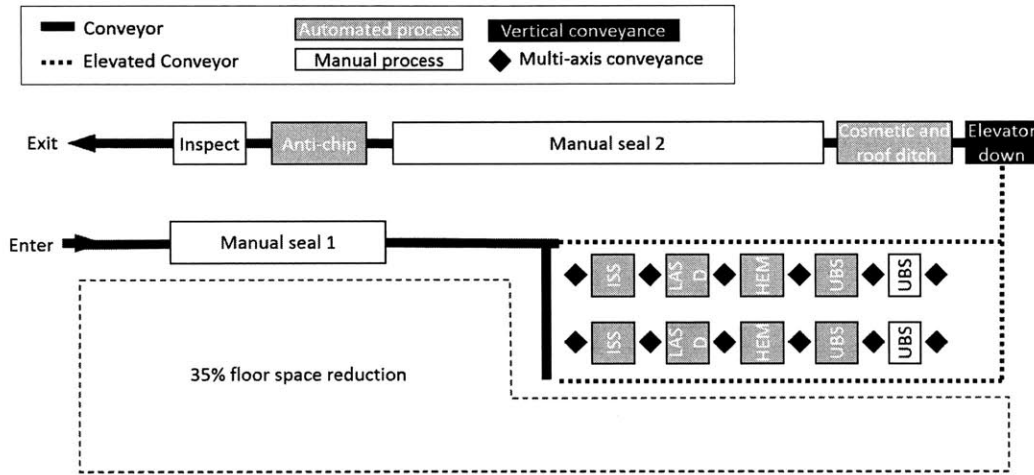 Conveyor
Automated process
Vertical conveyance
Elevated Conveyor
Manual process
Multi-axis conveyance
Exit
Inspect
Anti-chip
Manual seal 2
Cosmetic and
roof ditch
Elevator
down
Enter
Manual seal 1
ISS
LAS
D
HEM
UBS
UBS
ISS
LAS
D
HEM
UBS
UBS
35% floor space reduction